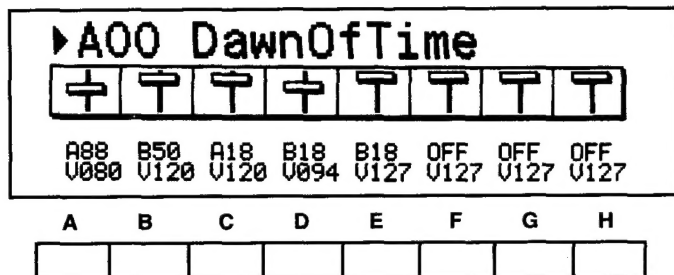 ▶A00 DawnOfTime
A88 B50 A18 B18 B18 OFF OFF OFF
V080 V120 V120 V094 V127 V127 V127 V127
A B C D E F G H